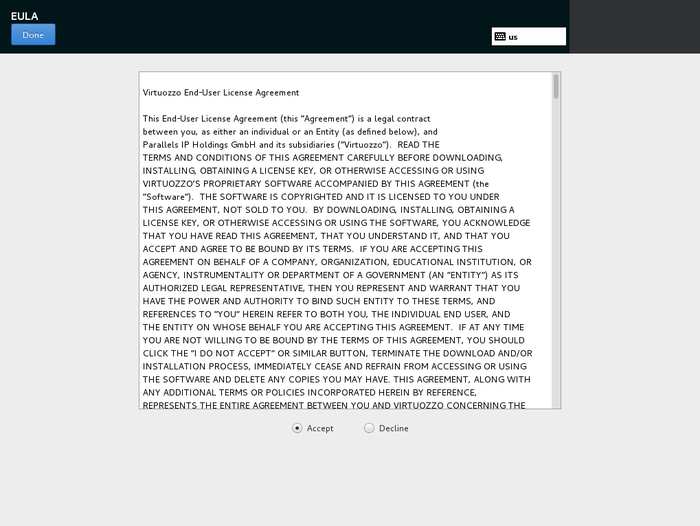 EULA
Done
us
Virtuozzo End-User License Agreement
This End-User License Agreement (this "Agreement") is a legal contract
between you, as either an individual or an Entity (as defined below), and
Parallels IP Holdings GmbH and its subsidiaries ("Virtuozzo").  READ THE
TERMS AND CONDITIONS OF THIS AGREEMENT CAREFULLY BEFORE DOWNLOADING,
INSTALLING, OBTAINING A LICENSE KEY, OR OTHERWISE ACCESSING OR USING
VIRTUOZZO'S PROPRIETARY SOFTWARE ACCOMPANIED BY THIS AGREEMENT (the
"Software").  THE SOFTWARE IS COPYRIGHTED AND IT IS LICENSED TO YOU UNDER
THIS AGREEMENT, NOT SOLD TO YOU.  BY DOWNLOADING, INSTALLING, OBTAINING A
LICENSE KEY, OR OTHERWISE ACCESSING OR USING THE SOFTWARE, YOU ACKNOWLEDGE
THAT YOU HAVE READ THIS AGREEMENT, THAT YOU UNDERSTAND IT, AND THAT YOU
ACCEPT AND AGREE TO BE BOUND BY ITS TERMS.  IF YOU ARE ACCEPTING THIS
AGREEMENT ON BEHALF OF A COMPANY, ORGANIZATION, EDUCATIONAL INSTITUTION, OR
AGENCY, INSTRUMENTALITY OR DEPARTMENT OF A GOVERNMENT (AN "ENTITY") AS ITS
AUTHORIZED LEGAL REPRESENTATIVE, THEN YOU REPRESENT AND WARRANT THAT YOU
HAVE THE POWER AND AUTHORITY TO BIND SUCH ENTITY TO THESE TERMS, AND
REFERENCES TO "YOU" HEREIN REFER TO BOTH YOU, THE INDIVIDUAL END USER, AND
THE ENTITY ON WHOSE BEHALF YOU ARE ACCEPTING THIS AGREEMENT.  IF AT ANY TIME
YOU ARE NOT WILLING TO BE BOUND BY THE TERMS OF THIS AGREEMENT, YOU SHOULD
CLICK THE "I DO NOT ACCEPT" OR SIMILAR BUTTON, TERMINATE THE DOWNLOAD AND/OR
INSTALLATION PROCESS, IMMEDIATELY CEASE AND REFRAIN FROM ACCESSING OR USING
THE SOFTWARE AND DELETE ANY COPIES YOU MAY HAVE. THIS AGREEMENT, ALONG WITH
ANY ADDITIONAL TERMS OR POLICIES INCORPORATED HEREIN BY REFERENCE,
REPRESENTS THE ENTIRE AGREEMENT BETWEEN YOU AND VIRTUOZZO CONCERNING THE
Accept
Decline